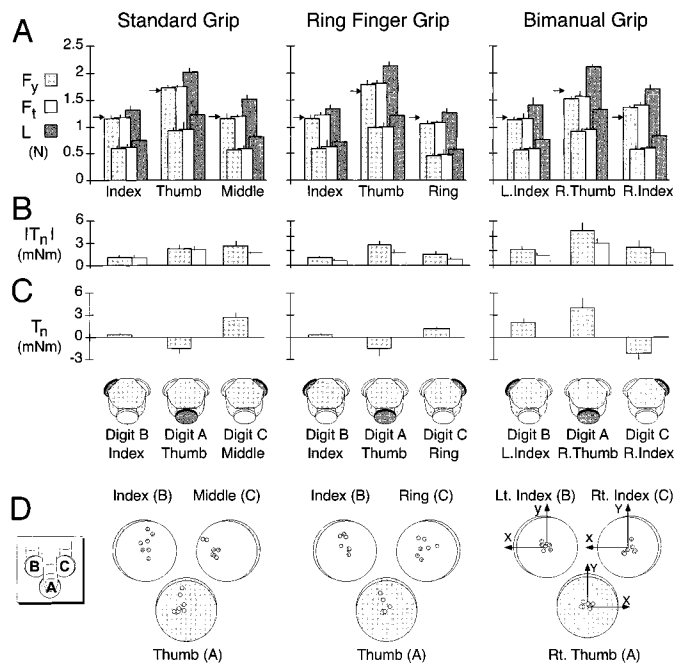 Standard Grip Ring Finger Grip Bimanual Grip
A
2.5
2
1.5
1
0.5
0
Fy
Ft
L
(N)
Index Thumb Middle Index Thumb Ring L.Index R.Thumb R.Index
B
|Tn|
(mNm)
6
3
0
C
Tn
(mNm)
6
3
0
-3
Digit B Digit A Digit C Digit B Digit A Digit C Digit B Digit A Digit C
Index Thumb Middle Index Thumb Ring L.Index R.Thumb R.Index
D
Index (B) Middle (C) Index (B) Ring (C) Lt. Index (B) Rt. Index (C)
y Y
X X
B C
A
Y
X
Thumb (A) Thumb (A) Rt. Thumb (A)